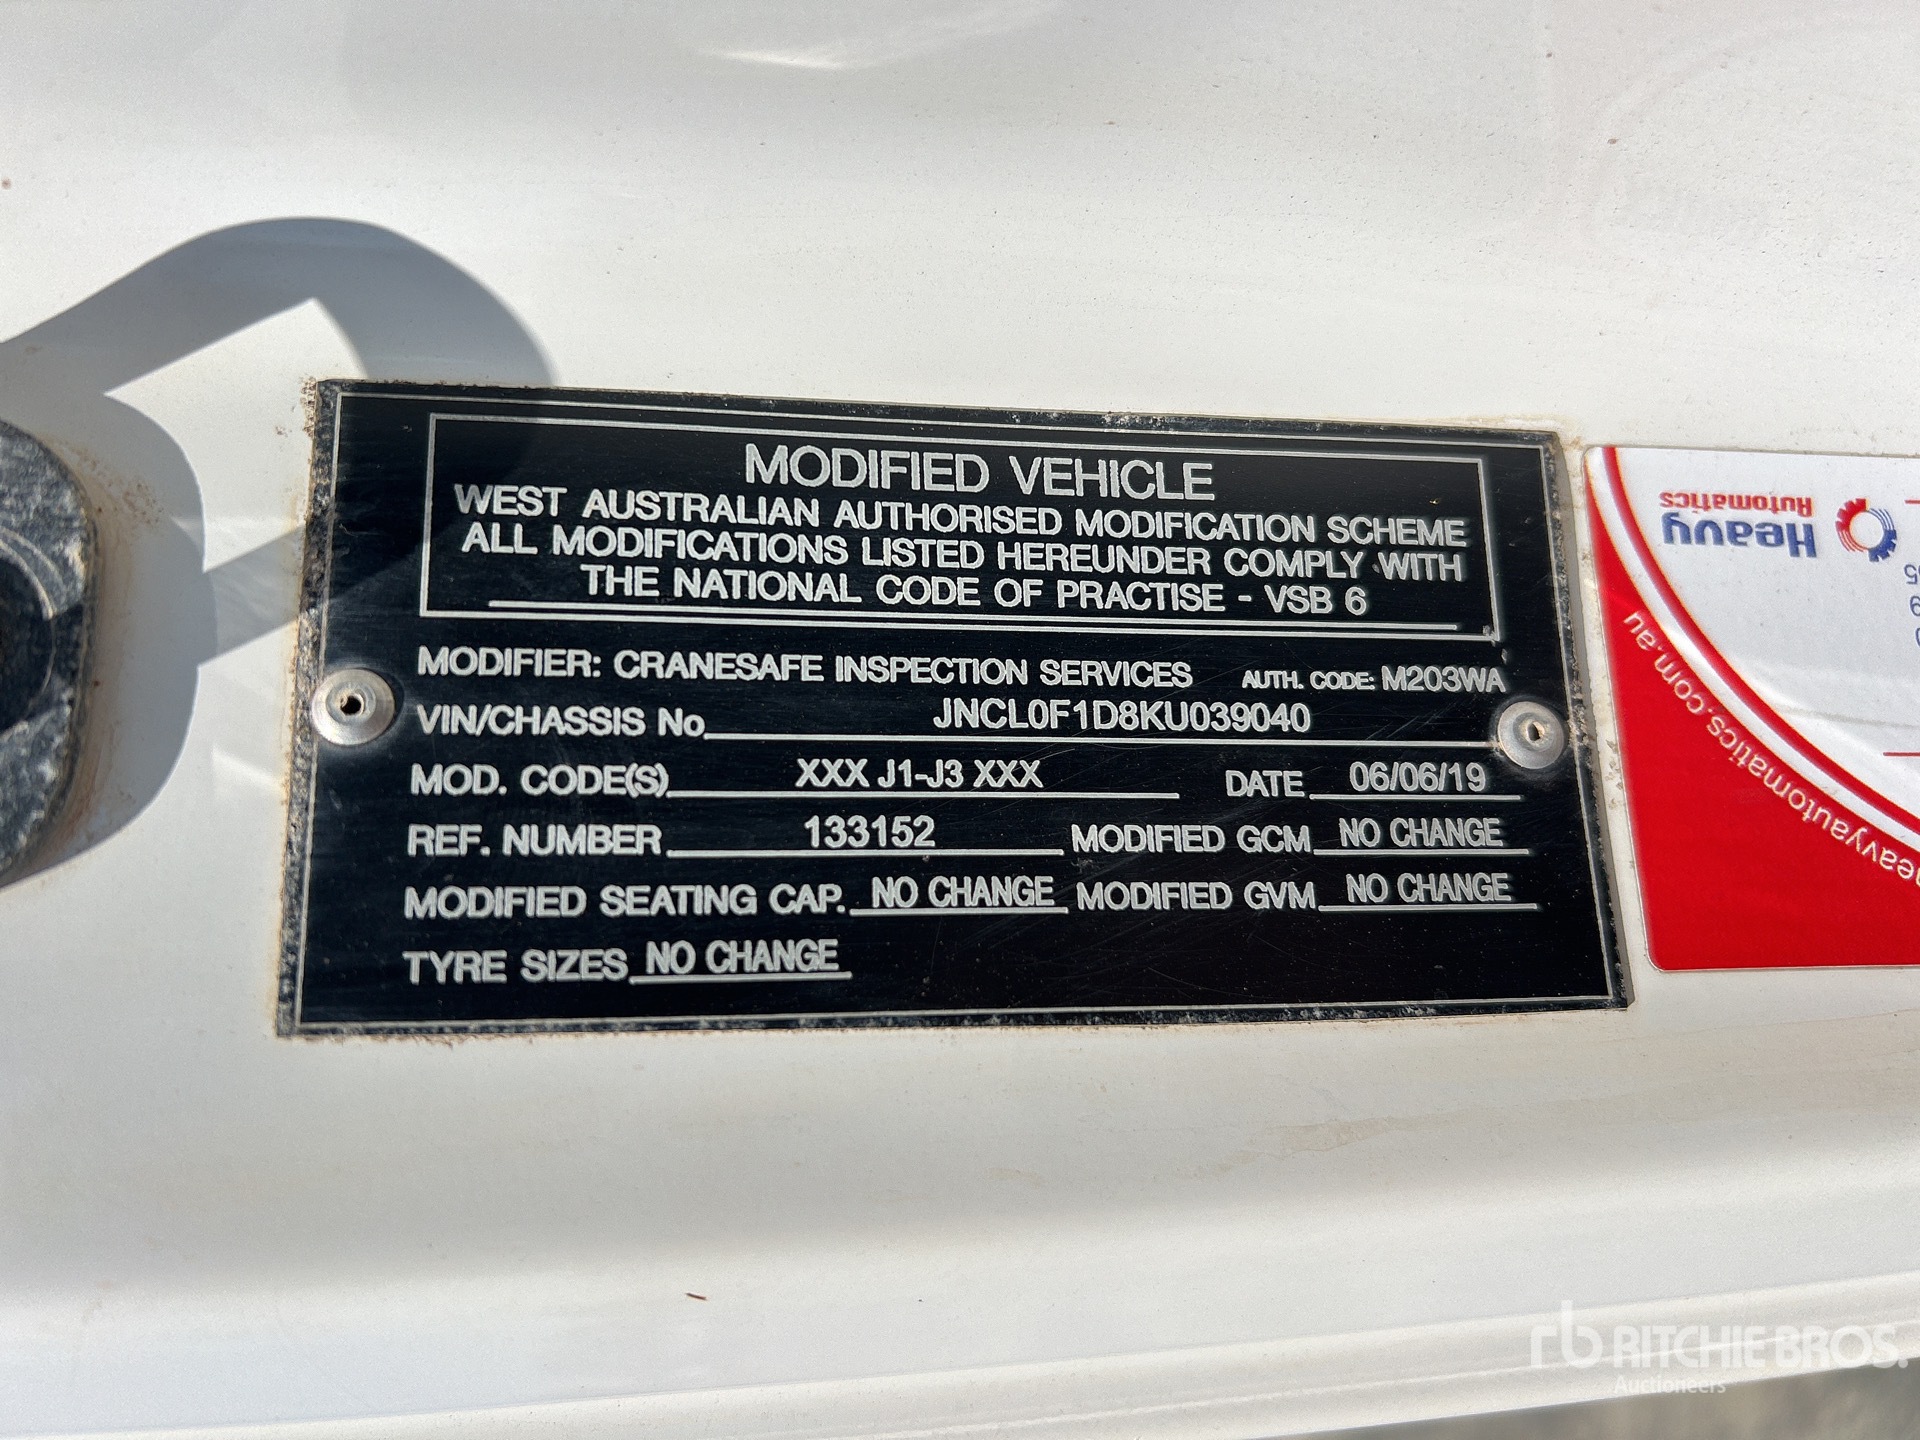 MODIFIED VEHICLE
WEST AUSTRALIAN AUTHORISED MODIFICATION SCHEME
ALL MODIFICATIONS LISTED HEREUNDER COMPLY WITH
THE NATIONAL CODE OF PRACTISE - VSB 6
MODIFIER: CRANESAFE INSPECTION SERVICES AUTH. CODE: M203WA
VIN/CHASSIS No JNCL0F1D8KU039040
MOD. CODE(S) XXX J1-J3 XXX DATE 06/06/19
REF. NUMBER 133152 MODIFIED GCM NO CHANGE
MODIFIED SEATING CAP. NO CHANGE MODIFIED GVM NO CHANGE
TYRE SIZES NO CHANGE
Heavy
Automatics
heavyautomatics.com.au
rb RITCHIE BROS.
Auctioneers